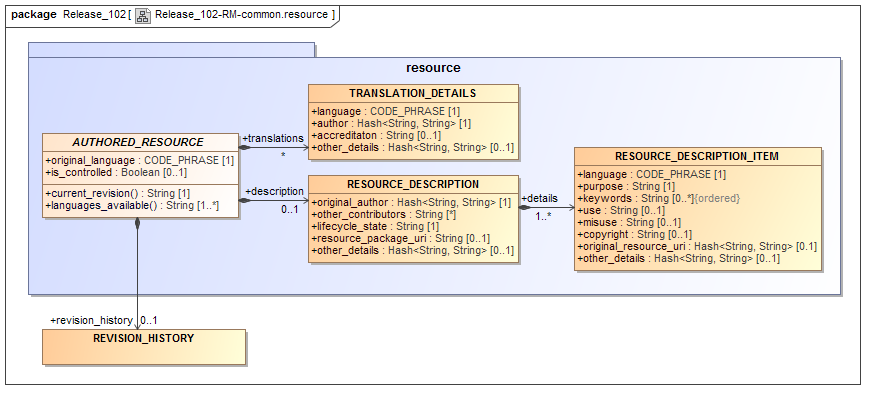 package Release_102 [ Release_102-RM-common.resource ]
resource
TRANSLATION_DETAILS
+language : CODE_PHRASE [1]
+author : Hash<String, String> [1]
+accreditaton : String [0..1]
+other_details : Hash<String, String> [0..1]
AUTHORED_RESOURCE
+original_language : CODE_PHRASE [1]
+is_controlled : Boolean [0..1]
+current_revision() : String [1]
+languages_available() : String [1..*]
+translations
*
+description
0..1
RESOURCE_DESCRIPTION
+original_author : Hash<String, String> [1]
+other_contributors : String [*]
+lifecycle_state : String [1]
+resource_package_uri : String [0..1]
+other_details : Hash<String, String> [0..1]
+details
1..*
RESOURCE_DESCRIPTION_ITEM
+language : CODE_PHRASE [1]
+purpose : String [1]
+keywords : String [0..*]{ordered}
+use : String [0..1]
+misuse : String [0..1]
+copyright : String [0..1]
+original_resource_uri : Hash<String, String> [0.1]
+other_details : Hash<String, String> [0..1]
+revision_history 0..1
REVISION_HISTORY